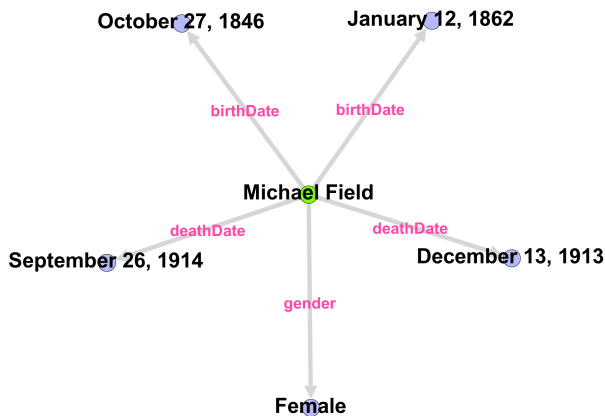 October 27, 1846
January 12, 1862
birthDate
birthDate
Michael Field
deathDate
deathDate
September 26, 1914
December 13, 1913
gender
Female